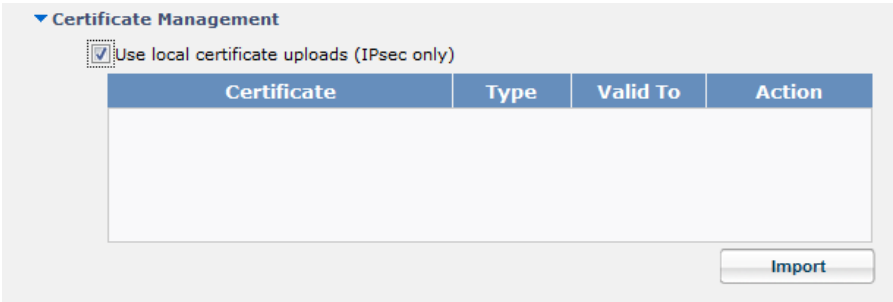 Certificate Management
Use local certificate uploads (IPsec only)
Certificate Type Valid To Action
Import